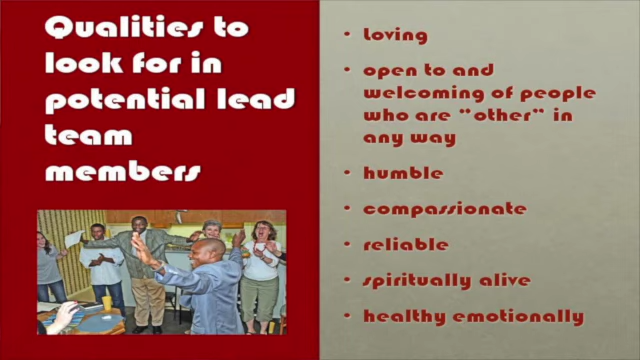 Qualities to
look for in
potential lead
team
members
• Loving
• open to and
welcoming of people
who are "other" in
any way
• humble
• compassionate
• reliable
• spiritually alive
• healthy emotionally